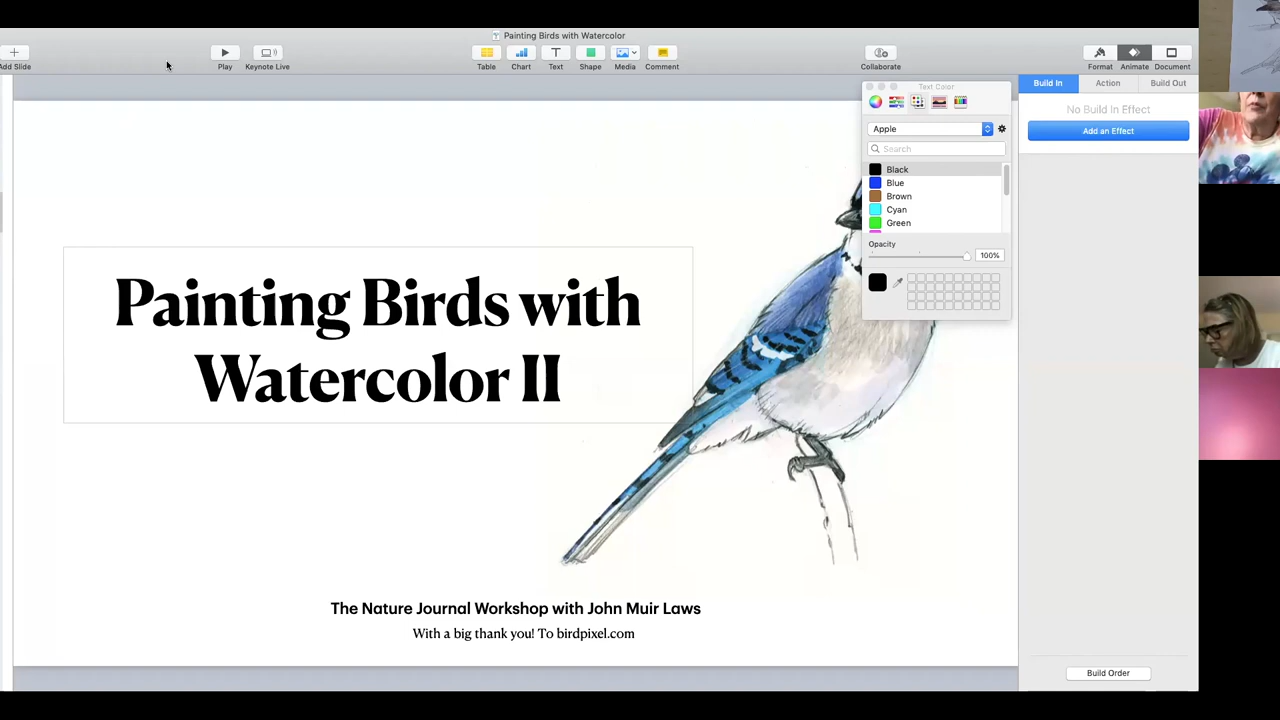 Painting Birds with Watercolor
Add Slide
Play
Keynote Live
Table
Chart
Text
Shape
Media
Comment
Collaborate
Format
Animate
Document
Text Color
Apple
Search
Black
Blue
Brown
Cyan
Green
Opacity
100%
Build In
Action
Build Out
No Build In Effect
Add an Effect
Painting Birds with
Watercolor II
The Nature Journal Workshop with John Muir Laws
With a big thank you! To birdpixel.com
Build Order